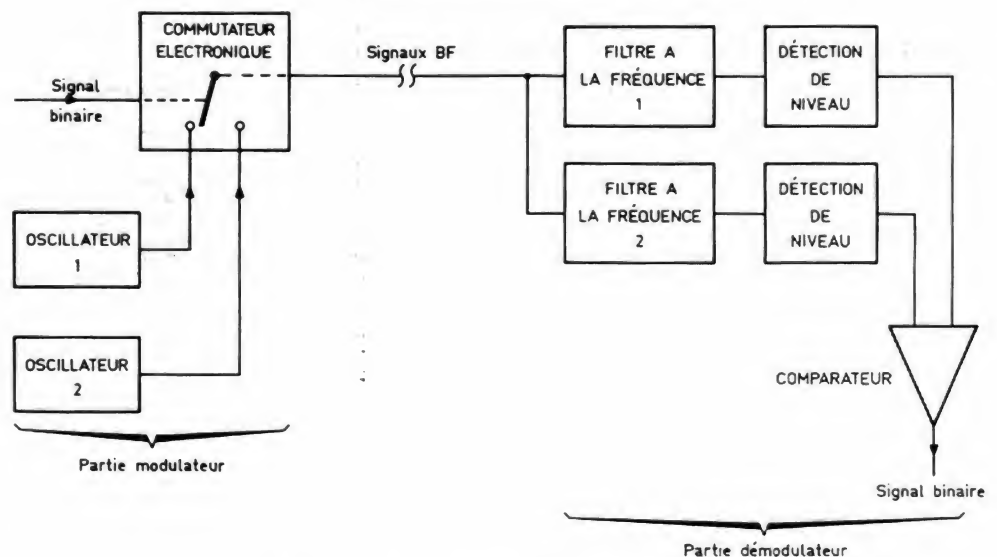 COMMUTATEUR
ELECTRONIQUE
Signal
binaire
OSCILLATEUR
1
OSCILLATEUR
2
Partie modulateur
Signaux BF
FILTRE A
LA FRÉQUENCE
1
DÉTECTION
DE
NIVEAU
FILTRE A
LA FRÉQUENCE
2
DÉTECTION
DE
NIVEAU
COMPARATEUR
Signal binaire
Partie démodulateur